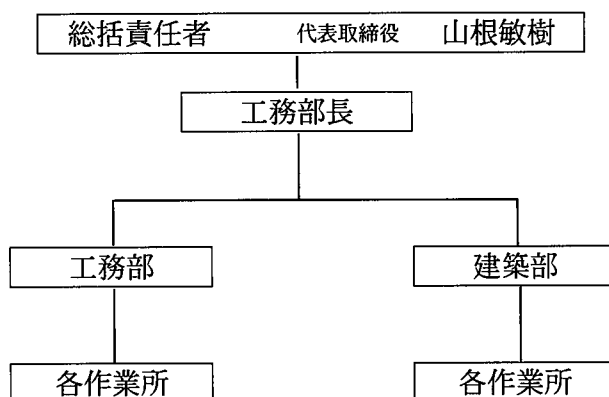 総括責任者　代表取締役　山根敏樹
工務部長
工務部　建築部
各作業所　各作業所